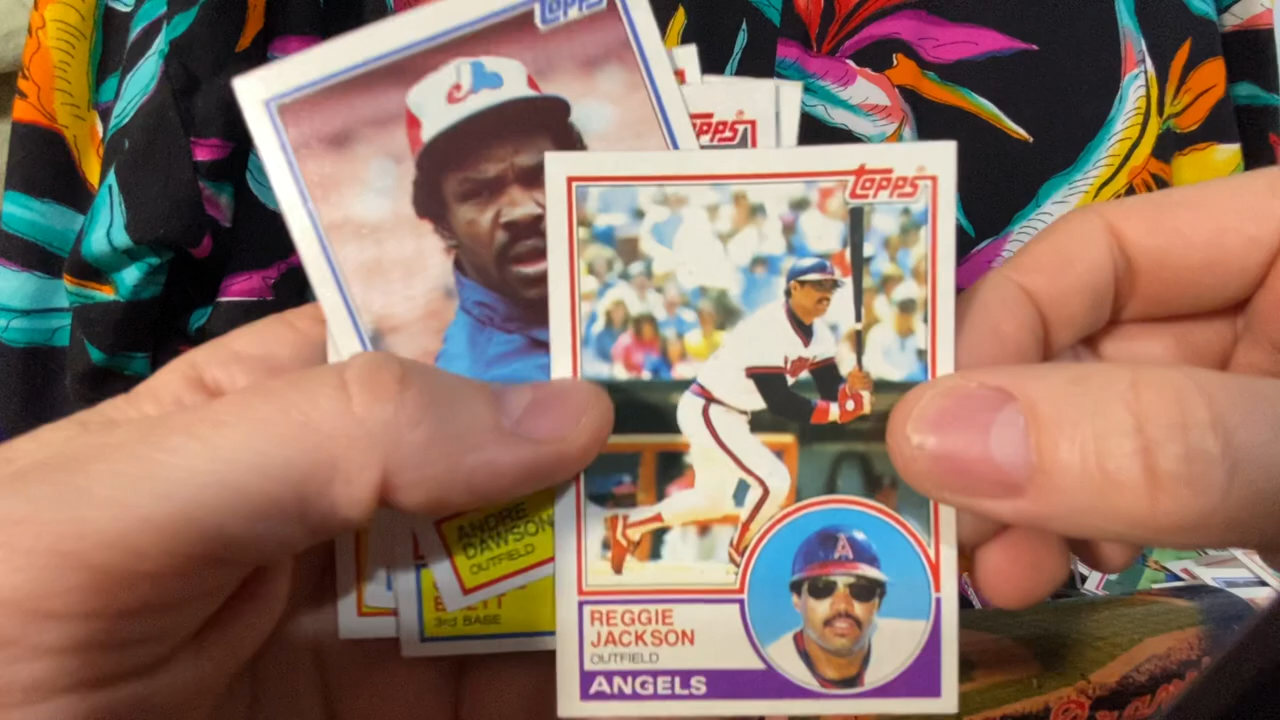 Topps
TOPPS
Topps
ANDRE
DAWSON
OUTFIELD
3rd BASE
REGGIE
JACKSON
OUTFIELD
ANGELS
A